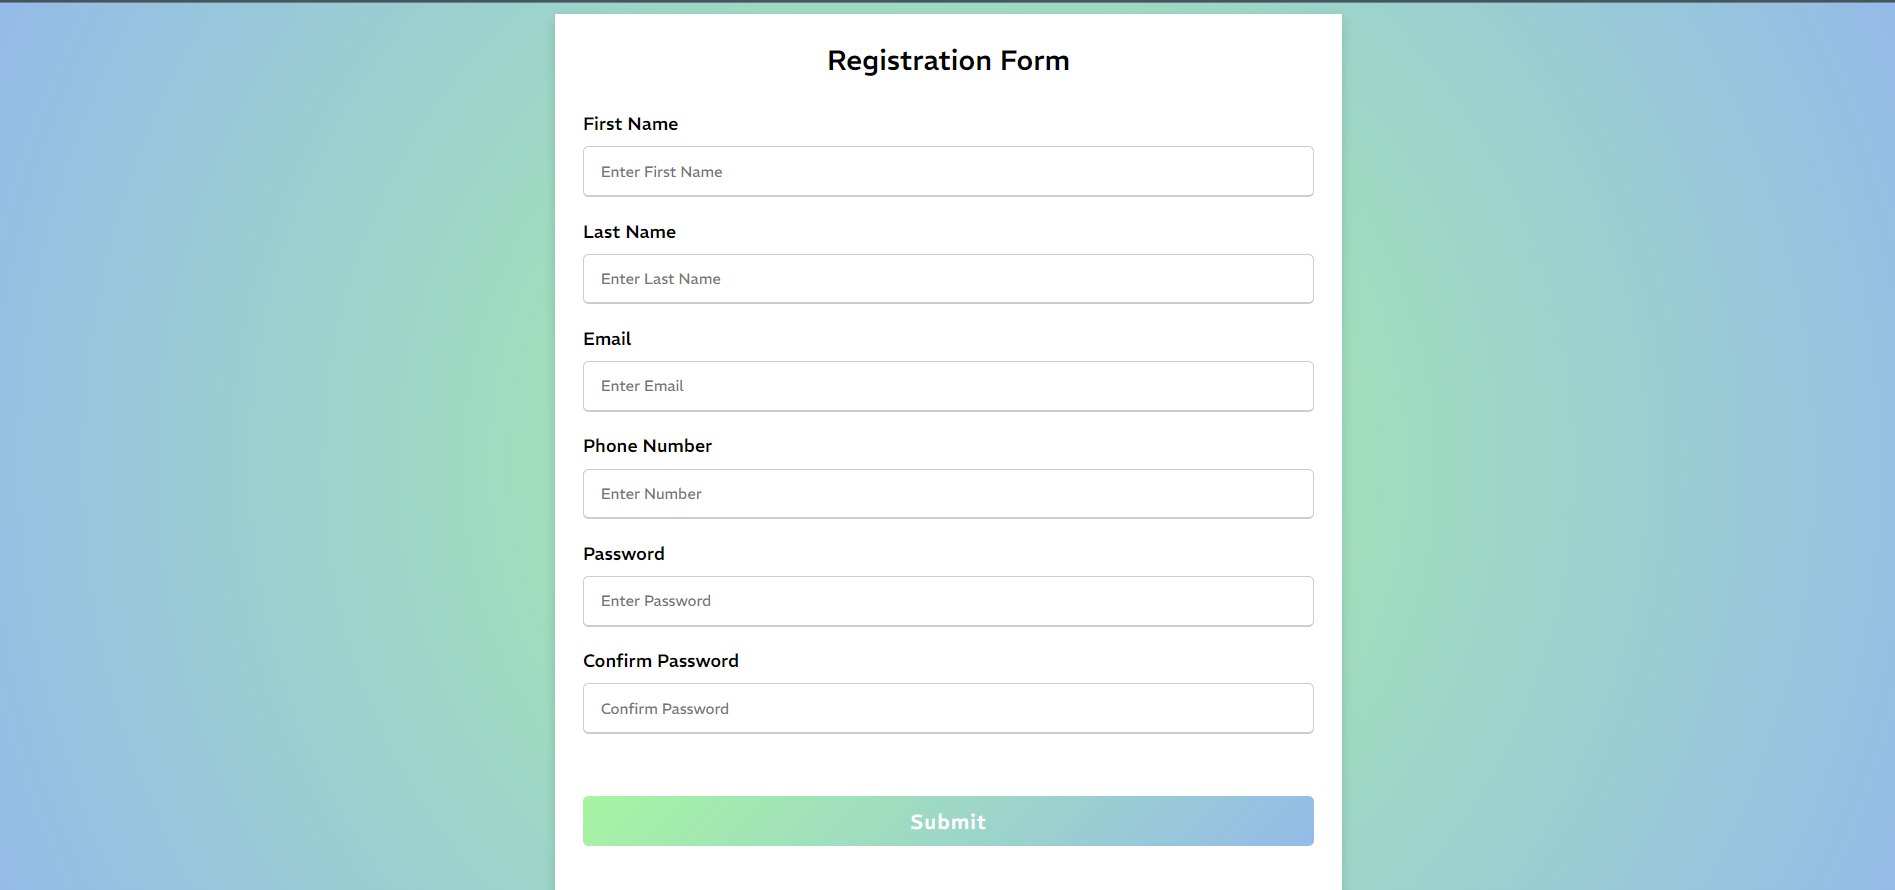 Registration Form
First Name
Enter First Name
Last Name
Enter Last Name
Email
Enter Email
Phone Number
Enter Number
Password
Enter Password
Confirm Password
Confirm Password
Submit